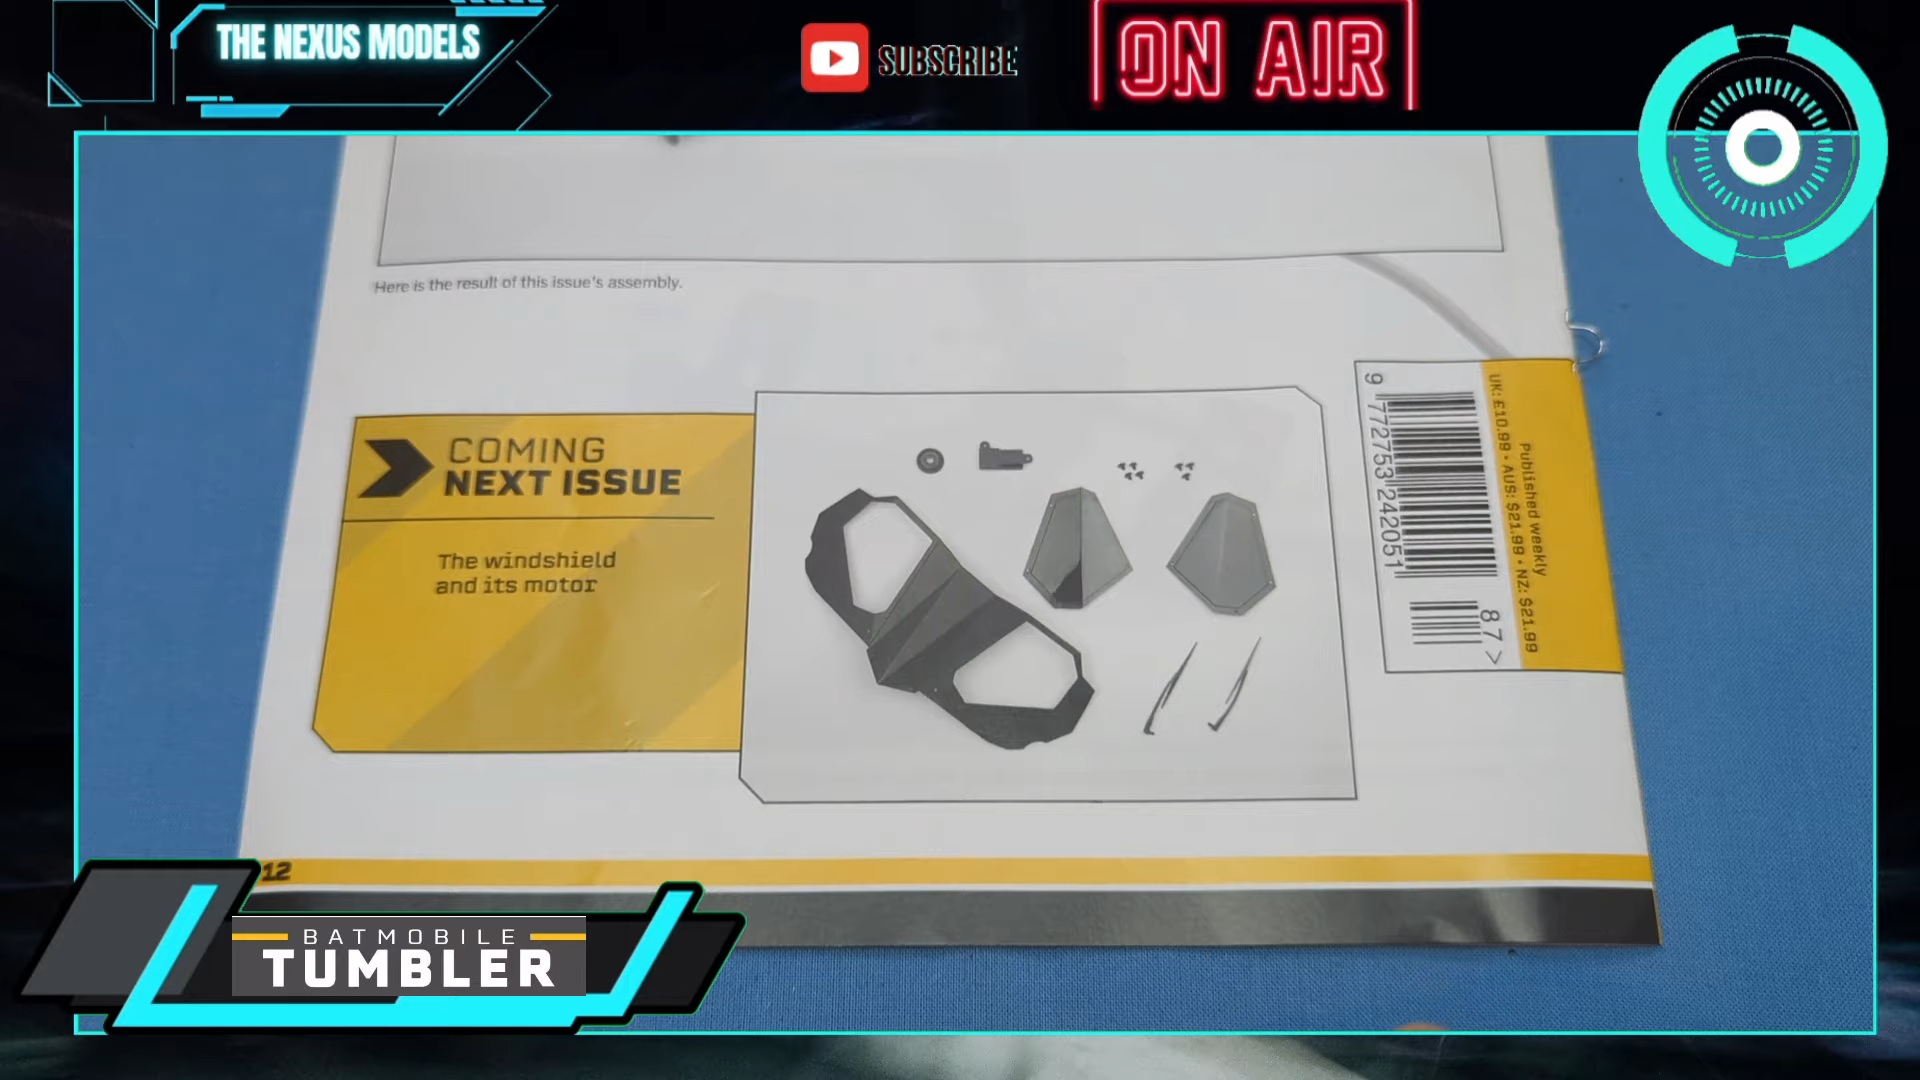 THE NEXUS MODELS
SUBSCRIBE
ON AIR
Here is the result of this issue's assembly.
COMING
NEXT ISSUE
The windshield
and its motor
9 772753 242051
87>
Published weekly
UK: £10.99 • AUS: $21.99 • NZ: $21.99
12
BATMOBILE
TUMBLER